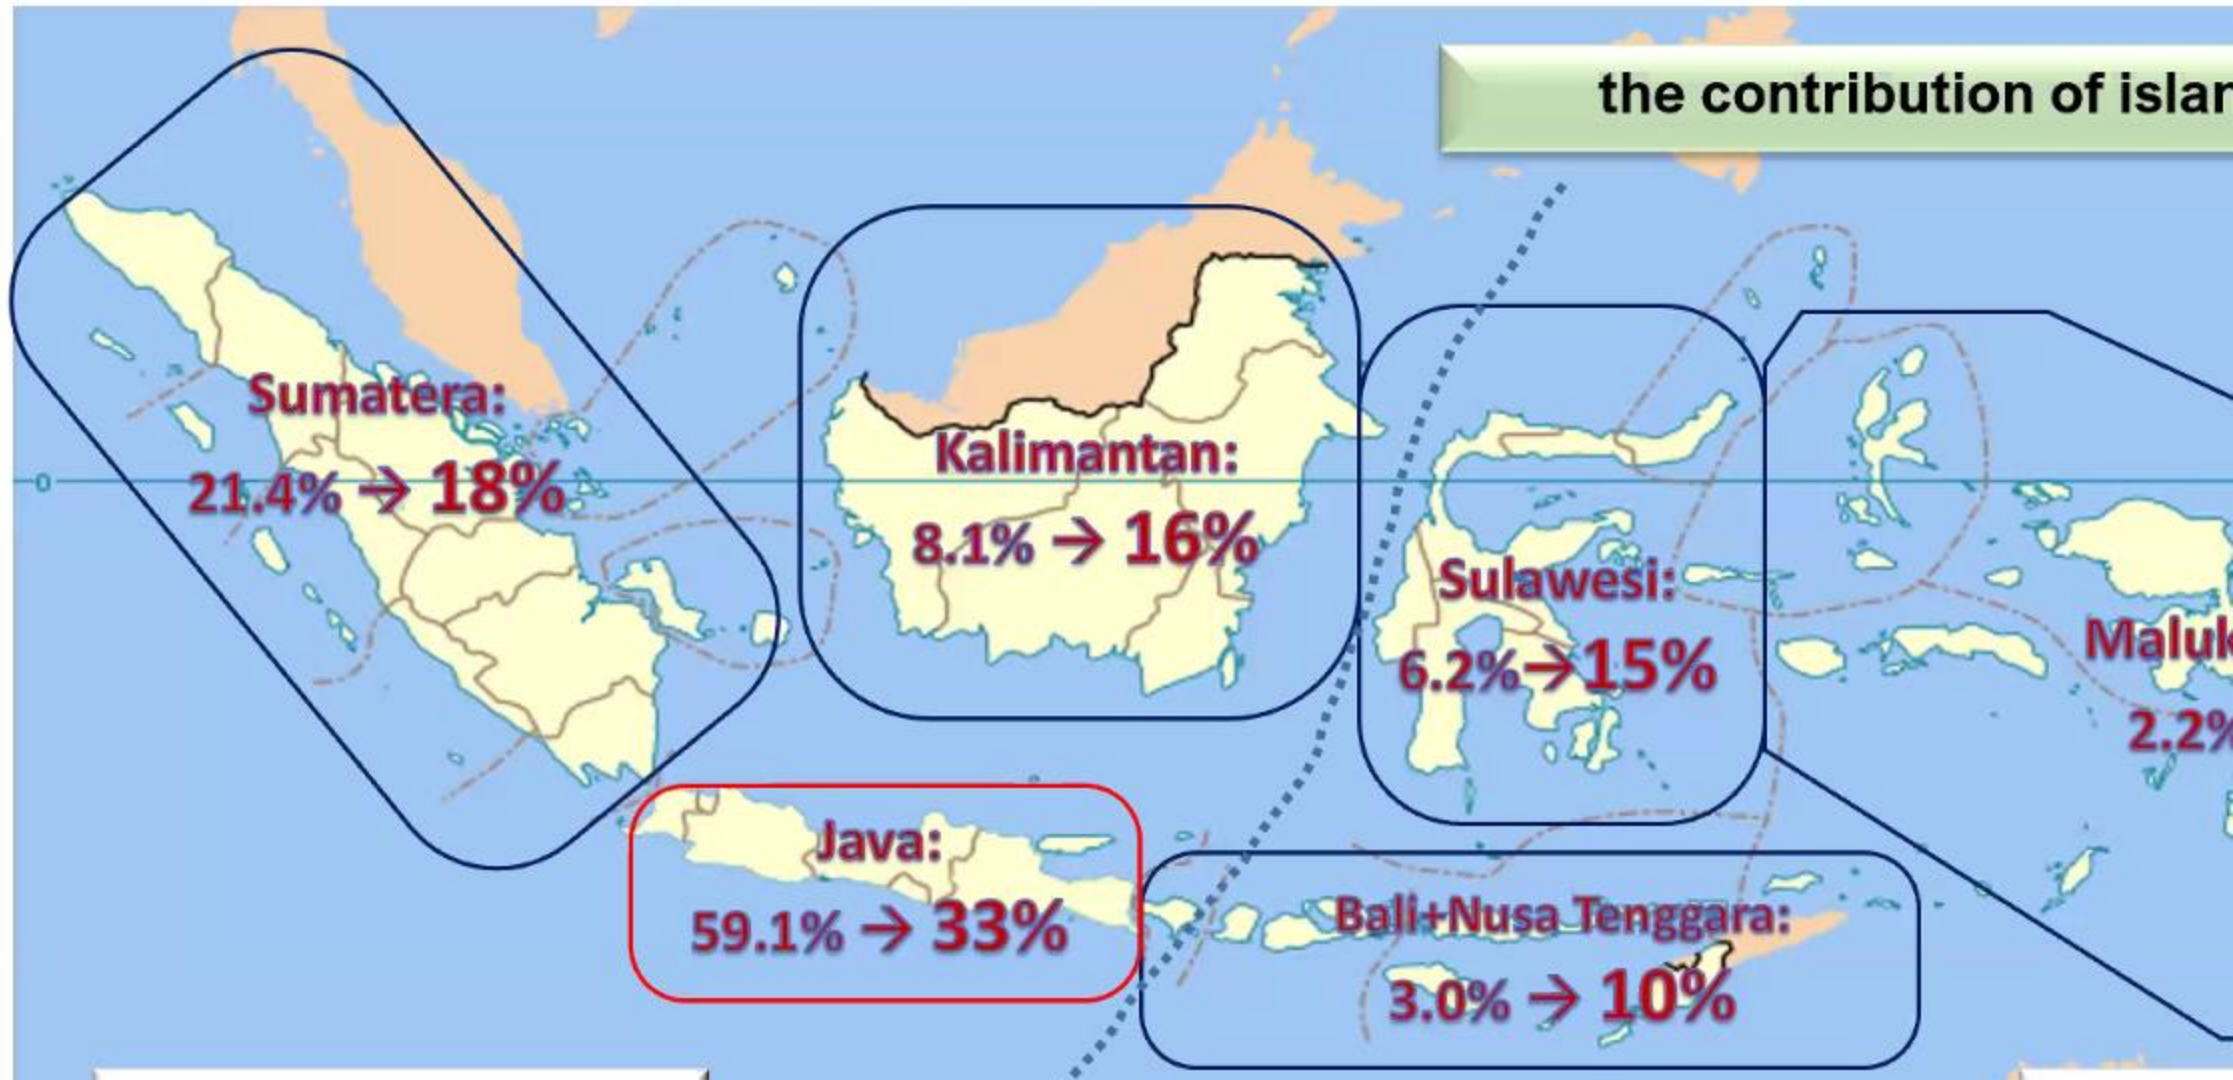 the contribution of islan
Sumatera:
21.4% → 18%
Kalimantan:
8.1% → 16%
Sulawesi:
6.2%→15%
Maluk
2.2%
Java:
59.1% → 33%
Bali+Nusa Tenggara:
3.0% → 10%
0